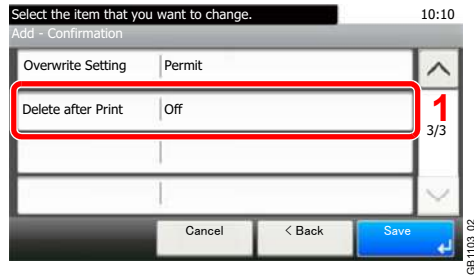 Select the item that you want to change.
10:10
Add - Confirmation
Overwrite Setting
Permit
Delete after Print
Off
1
3/3
Cancel
< Back
Save
GB1103_02